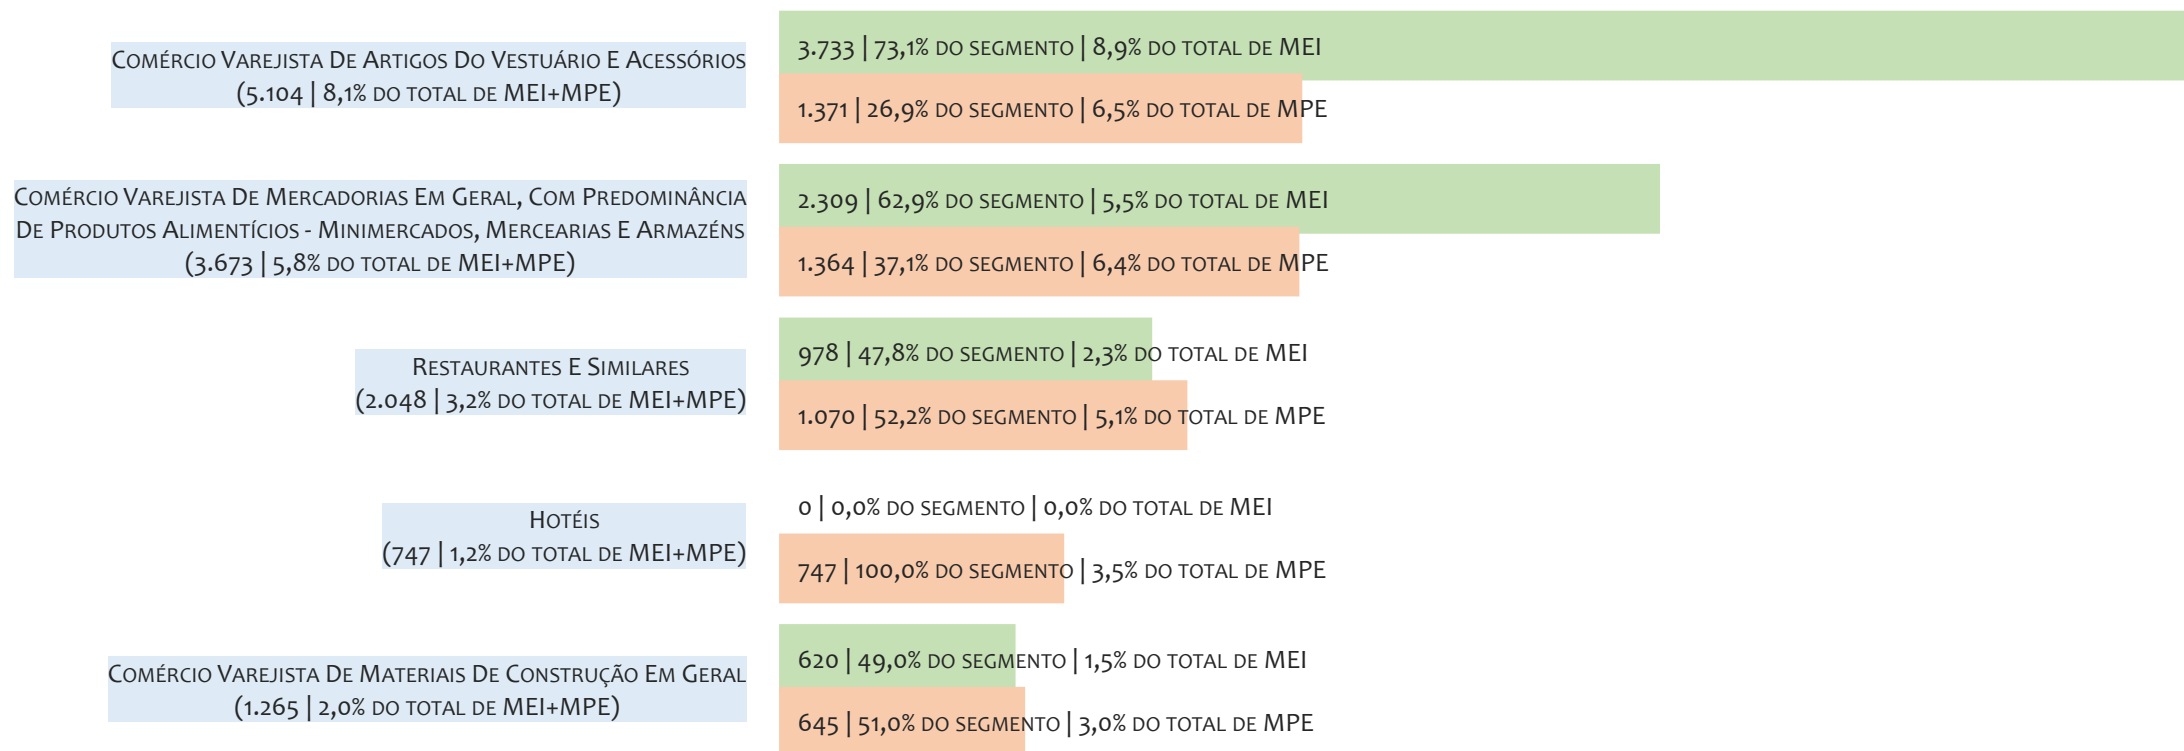 Comércio Varejista De Artigos Do Vestuário E Acessórios
(5.104 | 8,1% do total de MEI+MPE)
3.733 | 73,1% do segmento | 8,9% do total de MEI
1.371 | 26,9% do segmento | 6,5% do total de MPE
Comércio Varejista De Mercadorias Em Geral, Com Predominância
De Produtos Alimentícios - Minimercados, Mercearias E Armazéns
(3.673 | 5,8% do total de MEI+MPE)
2.309 | 62,9% do segmento | 5,5% do total de MEI
1.364 | 37,1% do segmento | 6,4% do total de MPE
Restaurantes E Similares
(2.048 | 3,2% do total de MEI+MPE)
978 | 47,8% do segmento | 2,3% do total de MEI
1.070 | 52,2% do segmento | 5,1% do total de MPE
Hotéis
(747 | 1,2% do total de MEI+MPE)
0 | 0,0% do segmento | 0,0% do total de MEI
747 | 100,0% do segmento | 3,5% do total de MPE
Comércio Varejista De Materiais De Construção Em Geral
(1.265 | 2,0% do total de MEI+MPE)
620 | 49,0% do segmento | 1,5% do total de MEI
645 | 51,0% do segmento | 3,0% do total de MPE